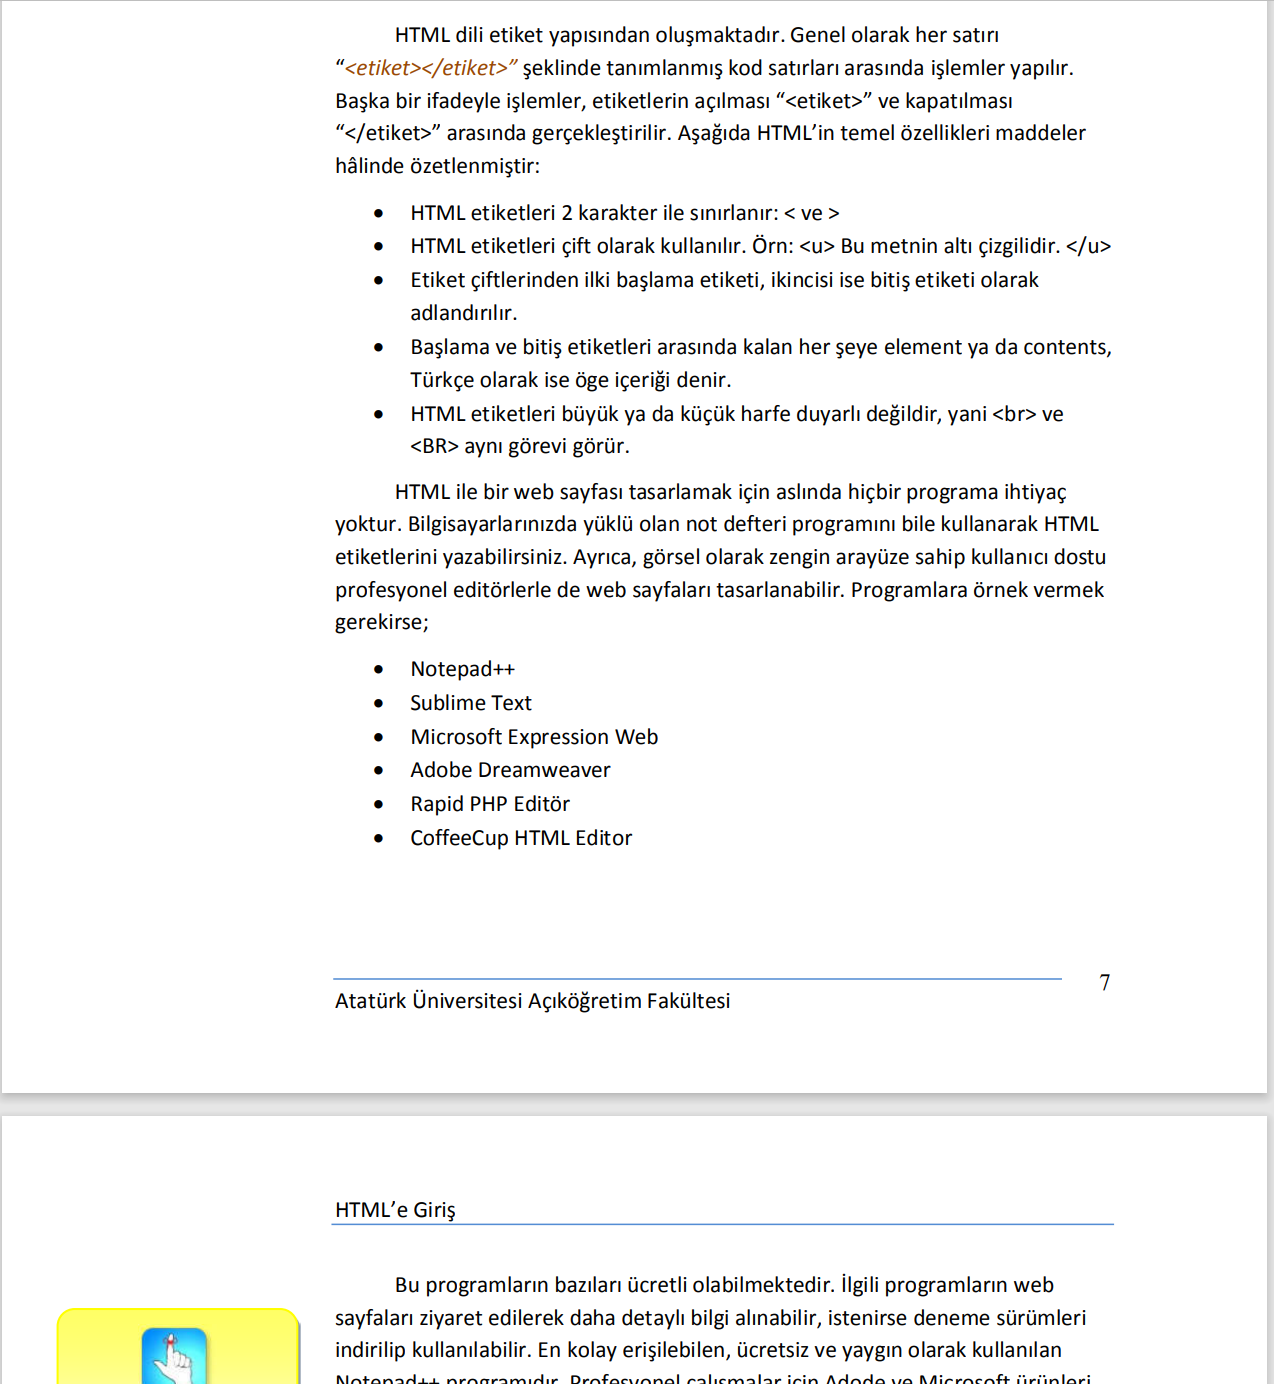 HTML dili etiket yapısından oluşmaktadır. Genel olarak her satırı
“<etiket></etiket>” şeklinde tanımlanmış kod satırları arasında işlemler yapılır.
Başka bir ifadeyle işlemler, etiketlerin açılması “<etiket>” ve kapatılması
“</etiket>” arasında gerçekleştirilir. Aşağıda HTML’in temel özellikleri maddeler
hâlinde özetlenmiştir:
• HTML etiketleri 2 karakter ile sınırlanır: < ve >
• HTML etiketleri çift olarak kullanılır. Örn: <u> Bu metnin altı çizgilidir. </u>
• Etiket çiftlerinden ilki başlama etiketi, ikincisi ise bitiş etiketi olarak
adlandırılır.
• Başlama ve bitiş etiketleri arasında kalan her şeye element ya da contents,
Türkçe olarak ise öge içeriği denir.
• HTML etiketleri büyük ya da küçük harfe duyarlı değildir, yani <br> ve
<BR> aynı görevi görür.
HTML ile bir web sayfası tasarlamak için aslında hiçbir programa ihtiyaç
yoktur. Bilgisayarlarınızda yüklü olan not defteri programını bile kullanarak HTML
etiketlerini yazabilirsiniz. Ayrıca, görsel olarak zengin arayüze sahip kullanıcı dostu
profesyonel editörlerle de web sayfaları tasarlanabilir. Programlara örnek vermek
gerekirse;
• Notepad++
• Sublime Text
• Microsoft Expression Web
• Adobe Dreamweaver
• Rapid PHP Editör
• CoffeeCup HTML Editor
7
Atatürk Üniversitesi Açıköğretim Fakültesi
HTML’e Giriş
Bu programların bazıları ücretli olabilmektedir. İlgili programların web
sayfaları ziyaret edilerek daha detaylı bilgi alınabilir, istenirse deneme sürümleri
indirilip kullanılabilir. En kolay erişilebilen, ücretsiz ve yaygın olarak kullanılan
Notepad++ programıdır. Profesyonel çalışmalar için Adode ve Microsoft ürünleri